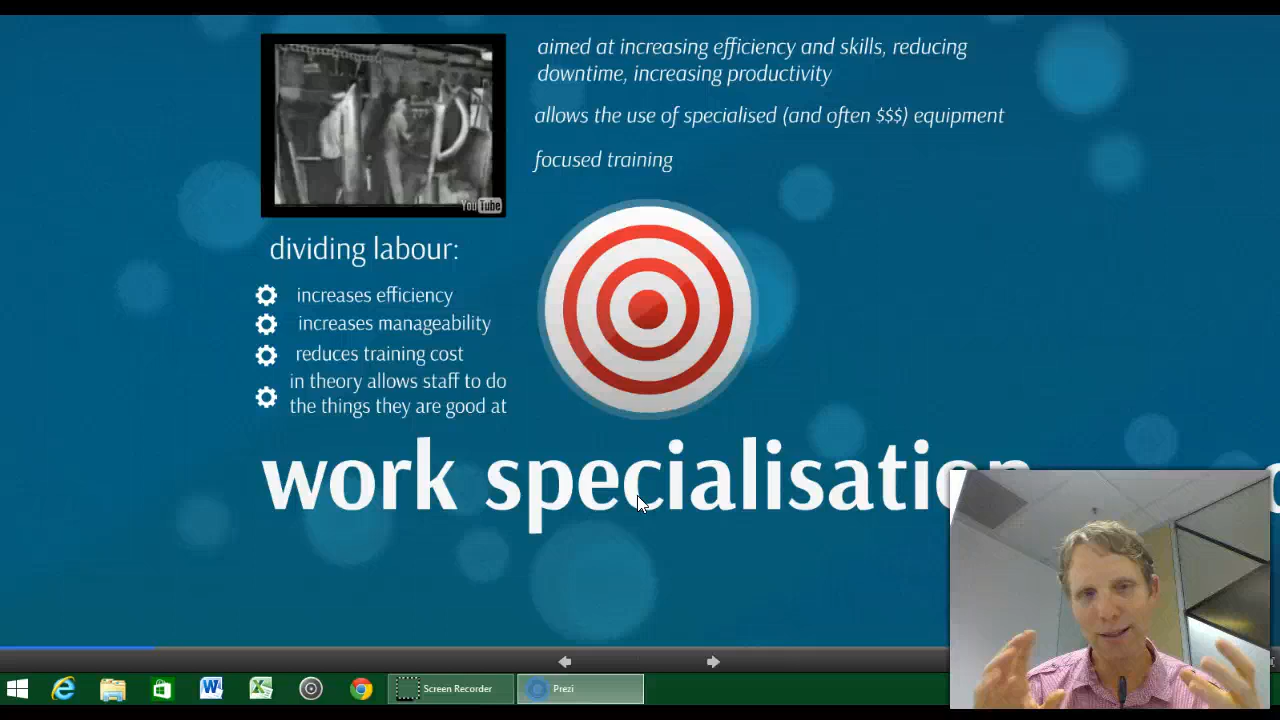 aimed at increasing efficiency and skills, reducing
downtime, increasing productivity
allows the use of specialised (and often $$$) equipment
focused training
YouTube
dividing labour:
increases efficiency
increases manageability
reduces training cost
in theory allows staff to do
the things they are good at
work specialisation
Screen Recorder
Prezi